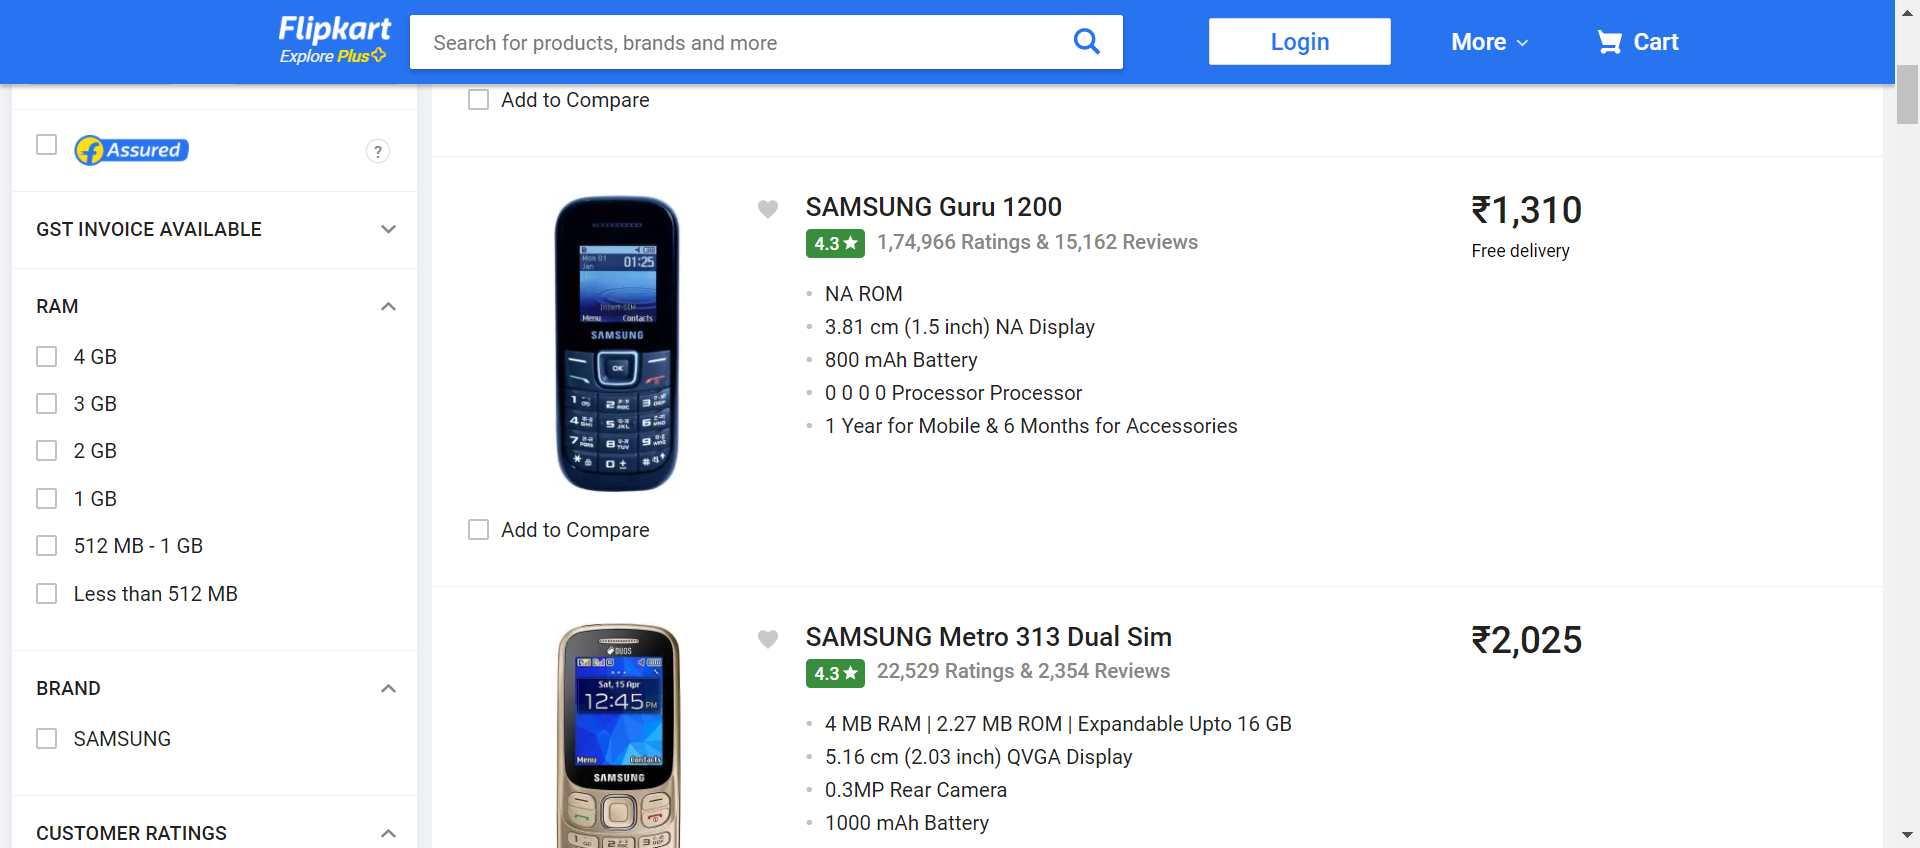 Flipkart
Explore Plus
Search for products, brands and more
Login
More
Cart
Add to Compare
Assured
?
GST INVOICE AVAILABLE
RAM
4 GB
3 GB
2 GB
1 GB
512 MB - 1 GB
Less than 512 MB
BRAND
SAMSUNG
CUSTOMER RATINGS
Mon 01
Jan
01:25
Insert SIM
Menu Contacts
SAMSUNG
OK
SAMSUNG Guru 1200
4.3★ 1,74,966 Ratings & 15,162 Reviews
NA ROM
3.81 cm (1.5 inch) NA Display
800 mAh Battery
0 0 0 0 Processor Processor
1 Year for Mobile & 6 Months for Accessories
₹1,310
Free delivery
Add to Compare
DUOS
Sat, 15 Apr
12:45 PM
Menu Contacts
SAMSUNG
SAMSUNG Metro 313 Dual Sim
4.3★ 22,529 Ratings & 2,354 Reviews
4 MB RAM | 2.27 MB ROM | Expandable Upto 16 GB
5.16 cm (2.03 inch) QVGA Display
0.3MP Rear Camera
1000 mAh Battery
₹2,025